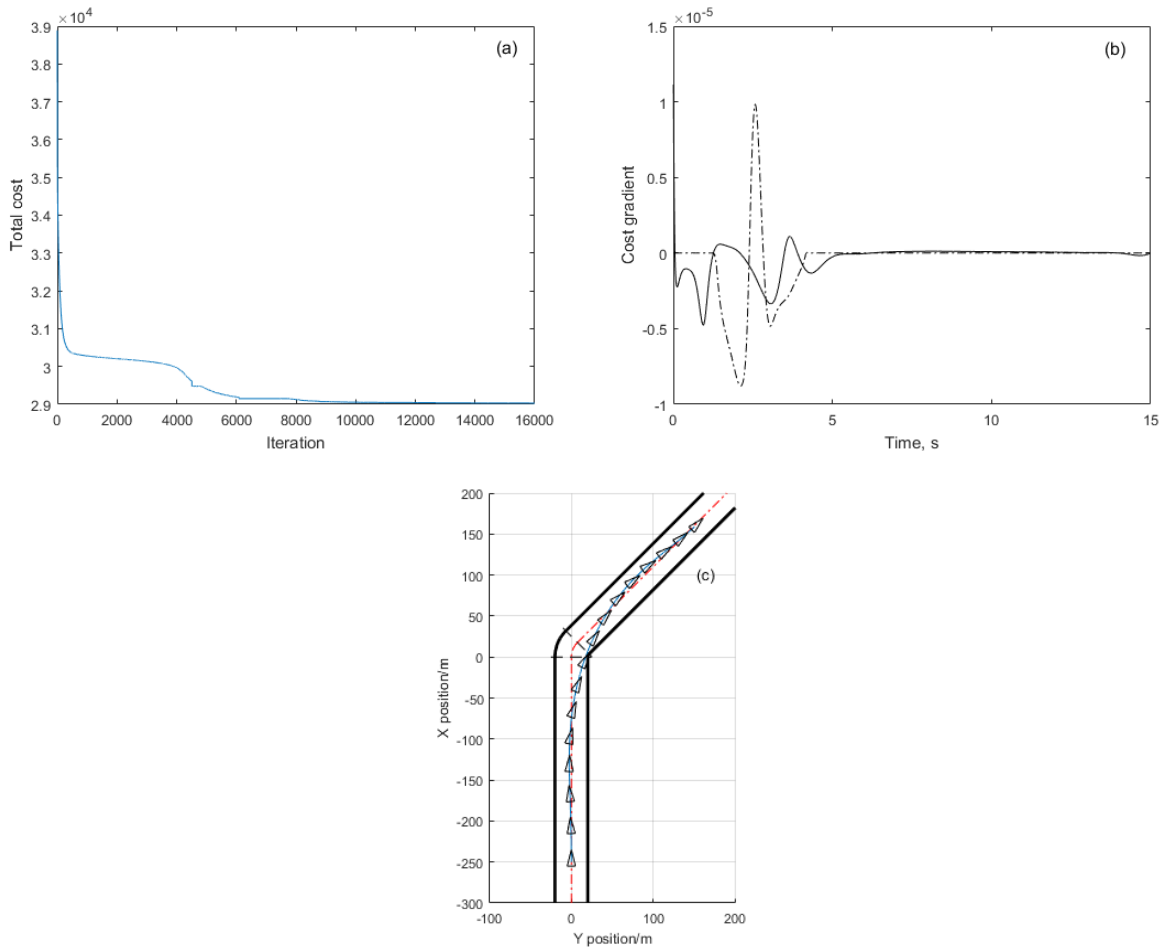 ×10⁴
3.9
3.8
3.7
3.6
3.5
3.4
3.3
3.2
3.1
3
2.9
Total cost
(a)
0 2000 4000 6000 8000 10000 12000 14000 16000
Iteration
×10⁻⁵
1.5
1
0.5
0
-0.5
-1
Cost gradient
(b)
0 5 10 15
Time, s
200
150
100
50
0
-50
-100
-150
-200
-250
-300
X position/m
(c)
-100 0 100 200
Y position/m